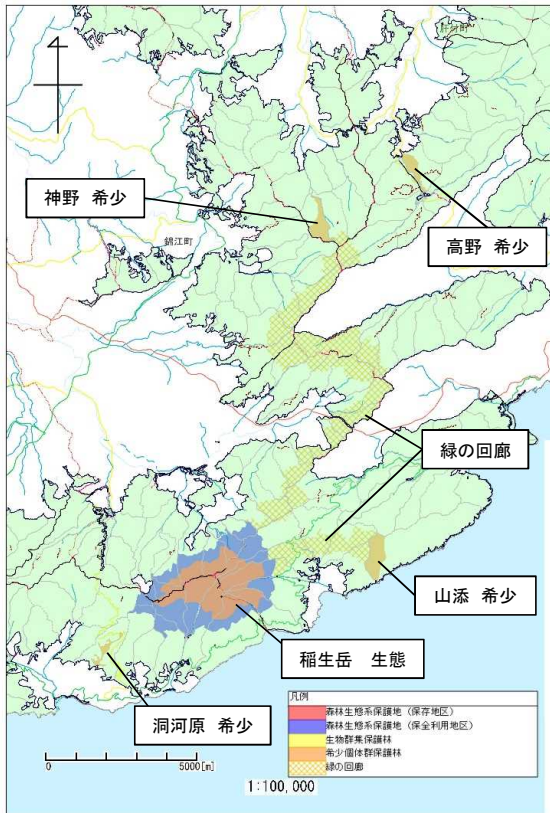 肝付町
神野 希少
錦江町
高野 希少
緑の回廊
山添 希少
稲生岳 生態
洞河原 希少
凡例
森林生態系保護地（保存地区）
森林生態系保護地（保全利用地区）
生物群集保護林
希少個体群保護林
緑の回廊
0 5000[m]
1:100,000